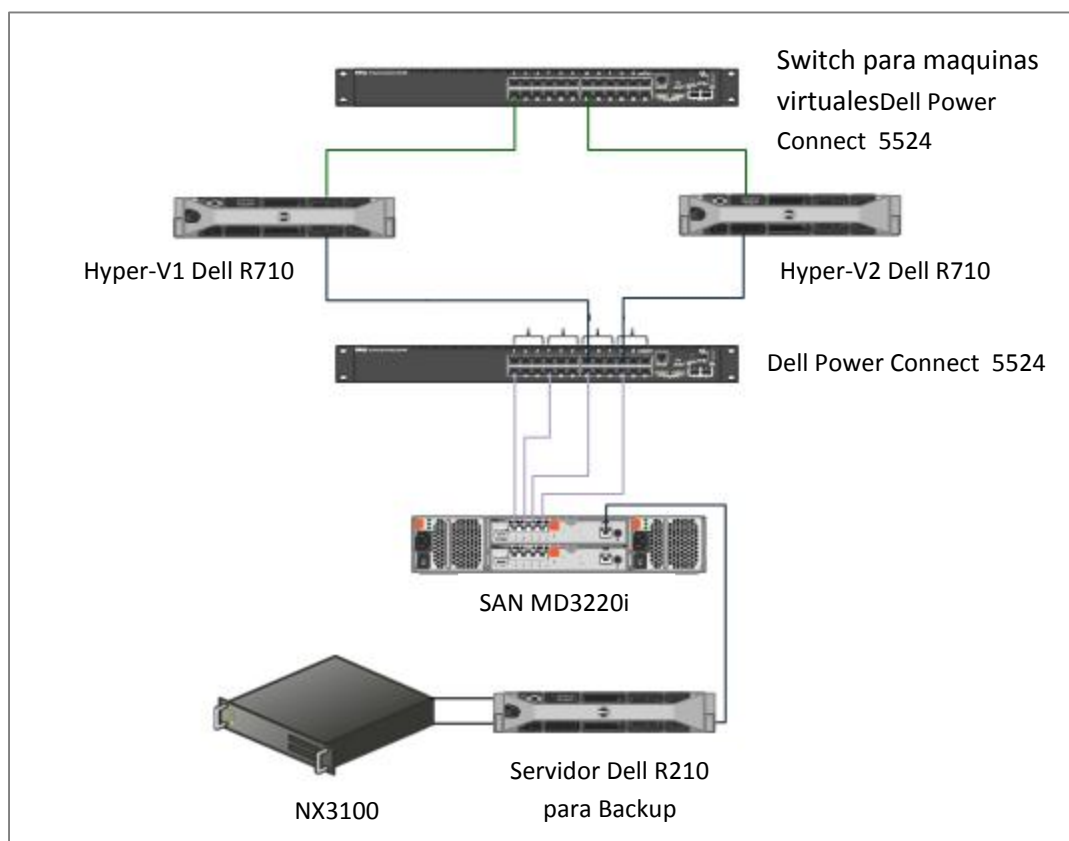 Switch para maquinas
virtualesDell Power
Connect 5524
Hyper-V1 Dell R710
Hyper-V2 Dell R710
Dell Power Connect 5524
SAN MD3220i
Servidor Dell R210
para Backup
NX3100